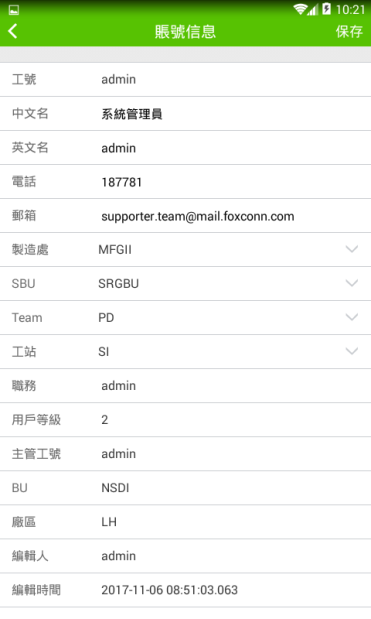 10:21
賬號信息 保存
工號 admin
中文名 系統管理員
英文名 admin
電話 187781
郵箱 supporter.team@mail.foxconn.com
製造處 MFGII
SBU SRGBU
Team PD
工站 SI
職務 admin
用戶等級 2
主管工號 admin
BU NSDI
廠區 LH
編輯人 admin
編輯時間 2017-11-06 08:51:03.063